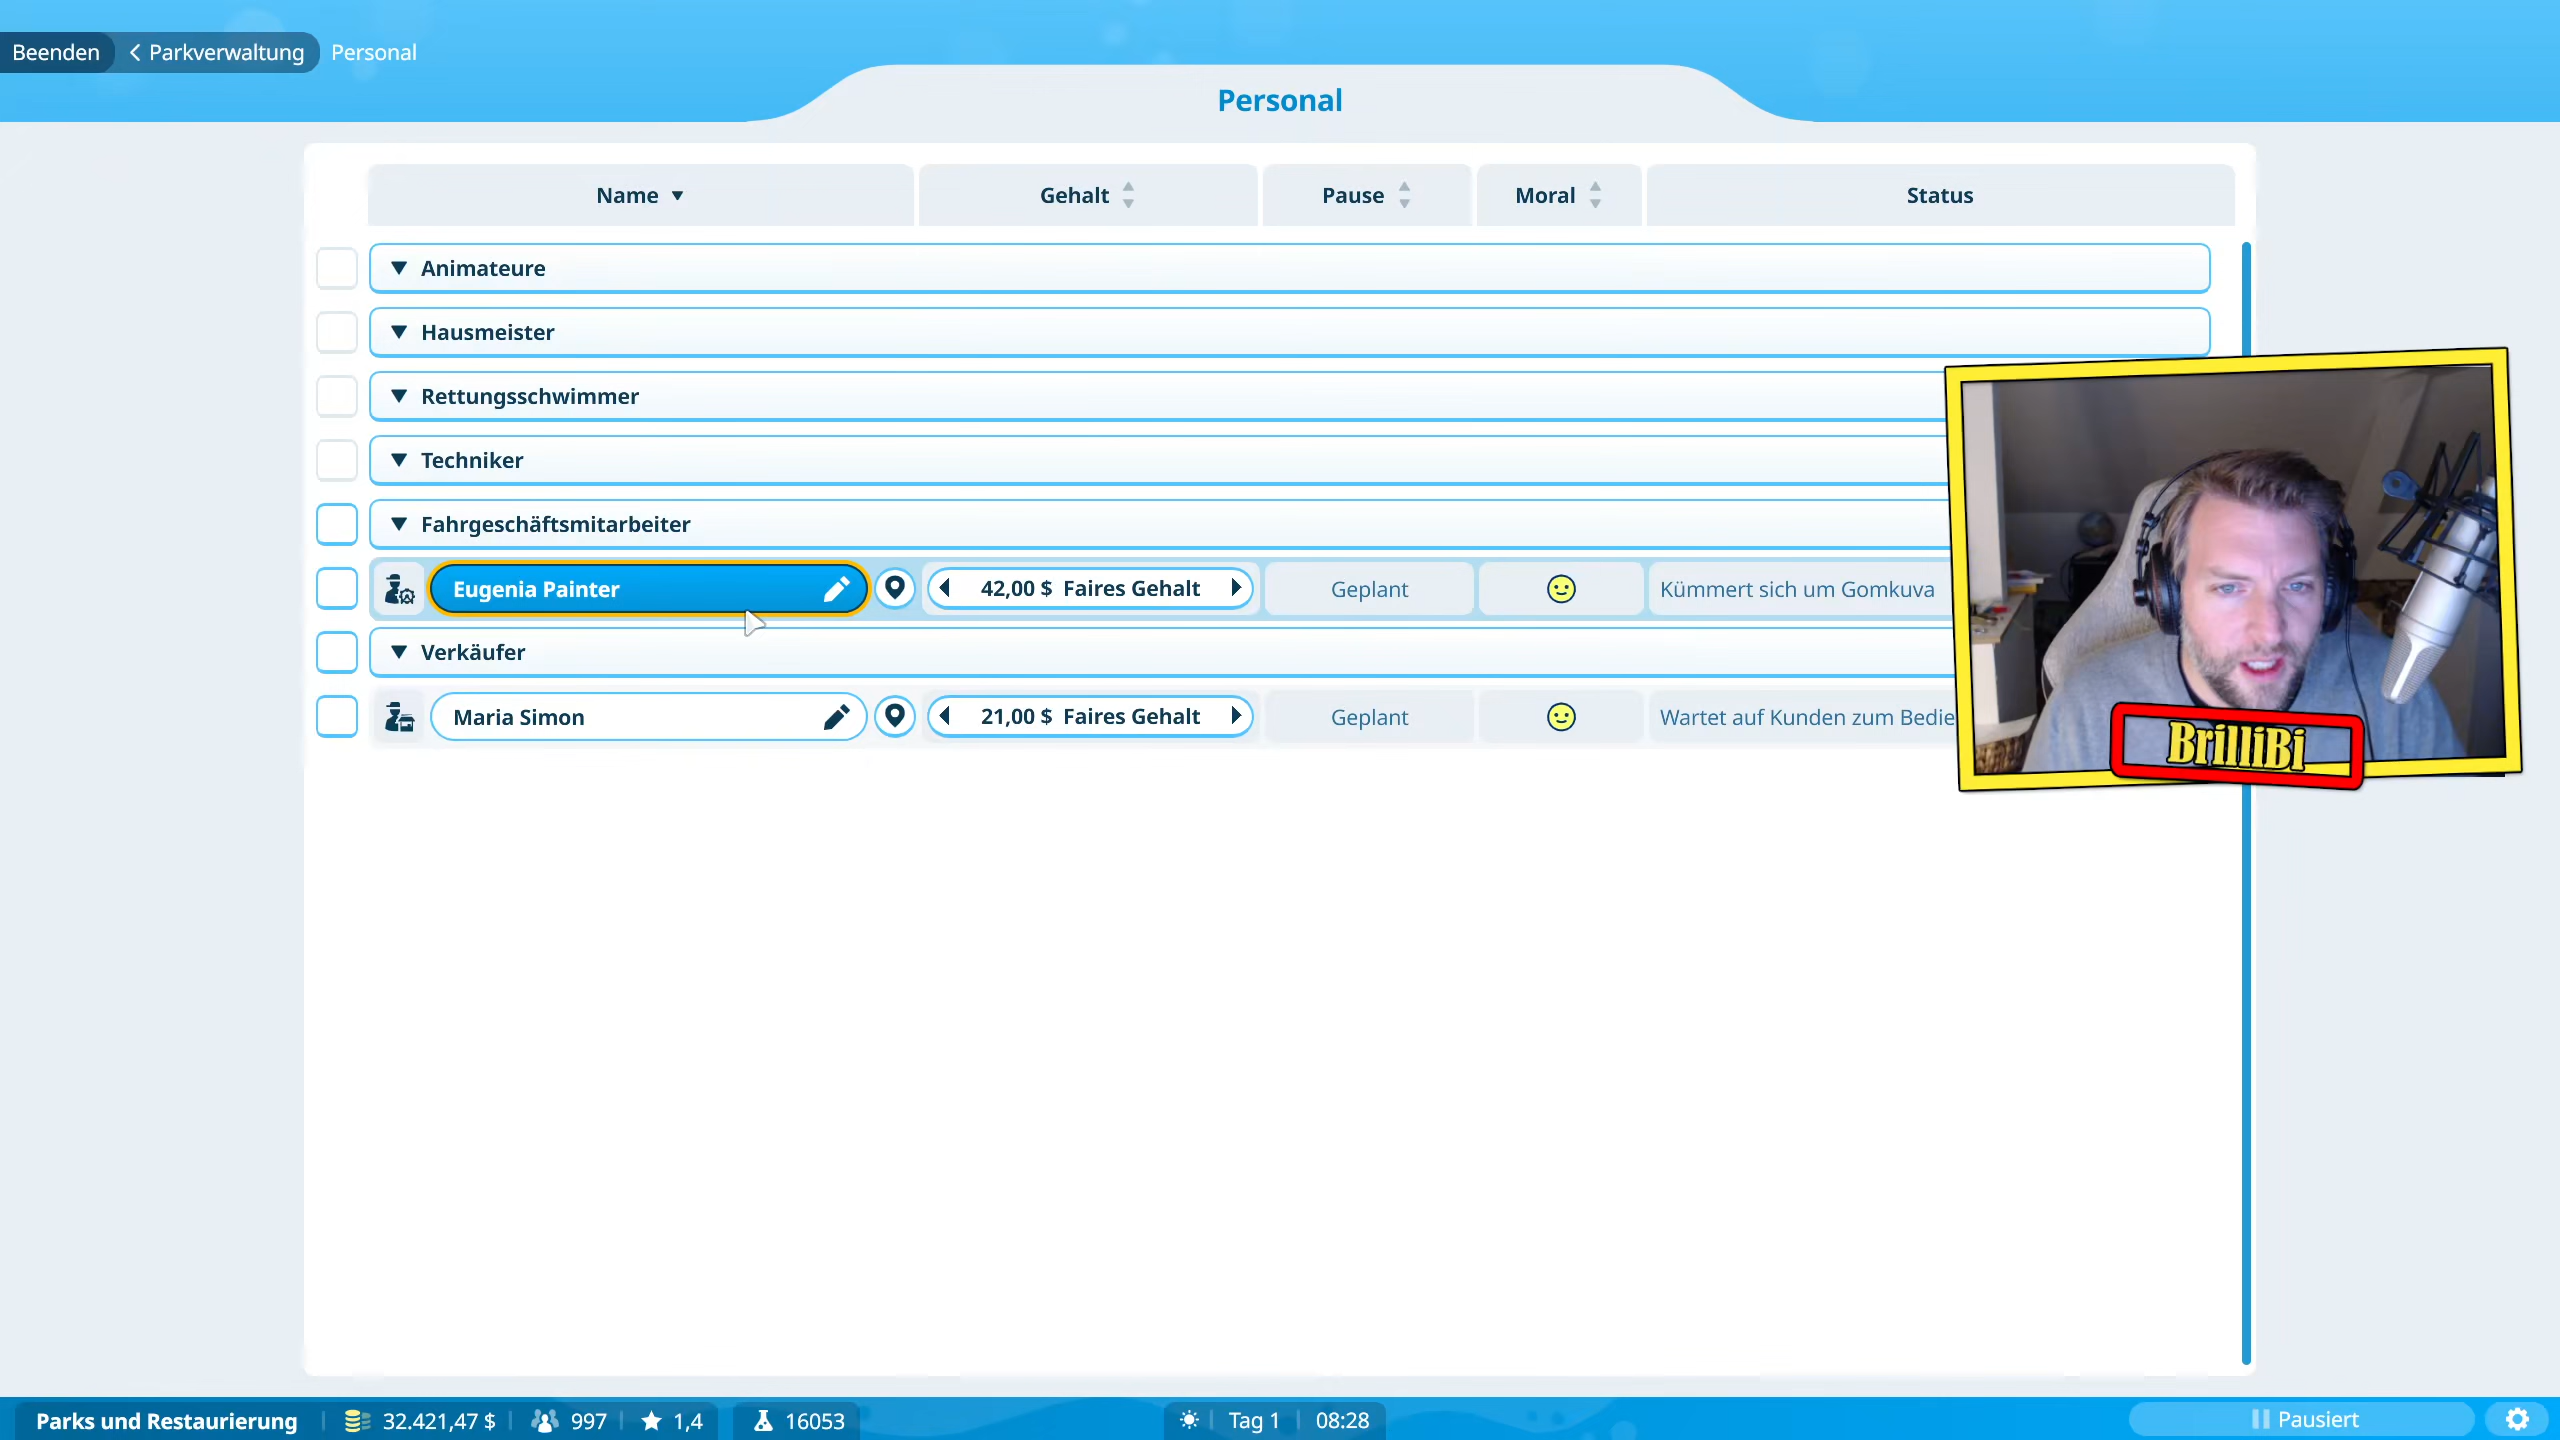 Beenden
Parkverwaltung
Personal
Personal
Name
Gehalt
Pause
Moral
Status
Animateure
Hausmeister
Rettungsschwimmer
Techniker
Fahrgeschäftsmitarbeiter
Eugenia Painter
42,00 $ Faires Gehalt
Geplant
Kümmert sich um Gomkuva
Verkäufer
Maria Simon
21,00 $ Faires Gehalt
Geplant
Wartet auf Kunden zum Bedie
BrilliBi
Parks und Restaurierung
32.421,47 $
997
1,4
16053
Tag 1
08:28
Pausiert